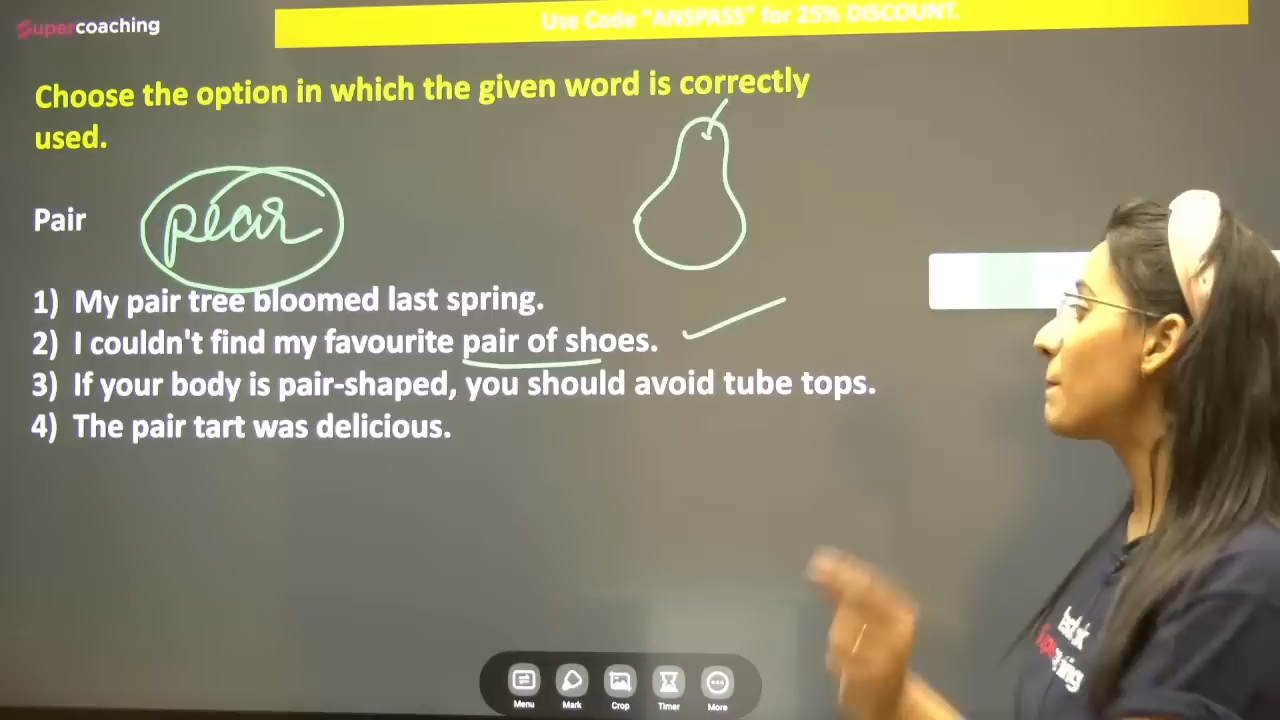 Supercoaching
Use Code "ANSPASS" for 25% DISCOUNT.
Choose the option in which the given word is correctly
used.
Pair
pear
1) My pair tree bloomed last spring.
2) I couldn't find my favourite pair of shoes.
3) If your body is pair-shaped, you should avoid tube tops.
4) The pair tart was delicious.
Menu
Mark
Crop
Timer
More